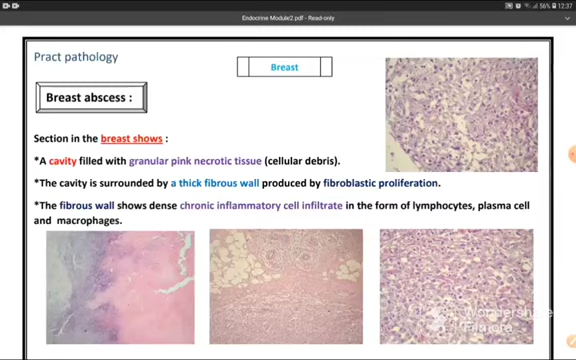 56% 12:37
Endocrine Module2.pdf - Read-only
Pract pathology
Breast
Breast abscess :
Section in the breast shows :
*A cavity filled with granular pink necrotic tissue (cellular debris).
*The cavity is surrounded by a thick fibrous wall produced by fibroblastic proliferation.
*The fibrous wall shows dense chronic inflammatory cell infiltrate in the form of lymphocytes, plasma cell
and macrophages.
Wondershare
Filmora